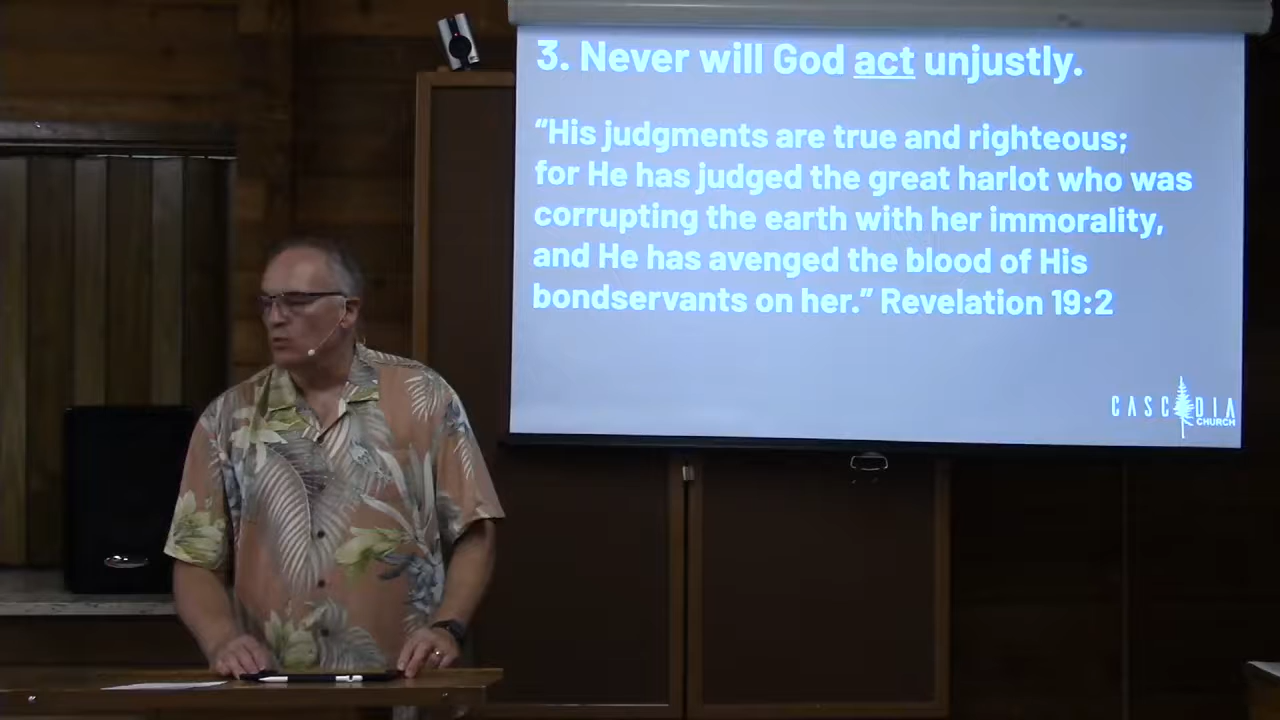 3. Never will God act unjustly.
“His judgments are true and righteous;
for He has judged the great harlot who was
corrupting the earth with her immorality,
and He has avenged the blood of His
bondservants on her.” Revelation 19:2
CASCADIA
CHURCH